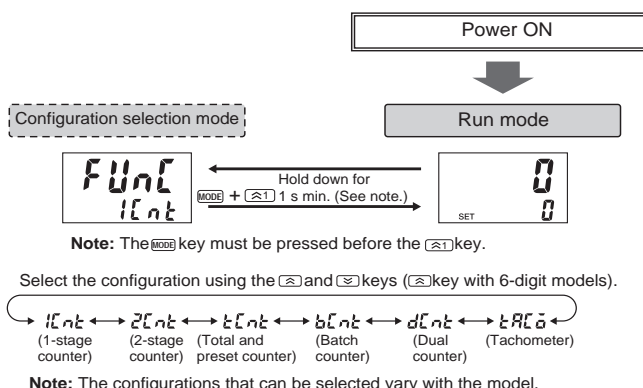 Power ON
Configuration selection mode
Run mode
FUnC
1Cnt
Hold down for
MODE + 1 1 s min. (See note.)
0
SET 0
Note: The MODE key must be pressed before the 1 key.
Select the configuration using the and keys ( key with 6-digit models).
1Cnt 2Cnt tCnt bCnt dCnt tACo
(1-stage counter) (2-stage counter) (Total and preset counter) (Batch counter) (Dual counter) (Tachometer)
Note: The configurations that can be selected vary with the model.